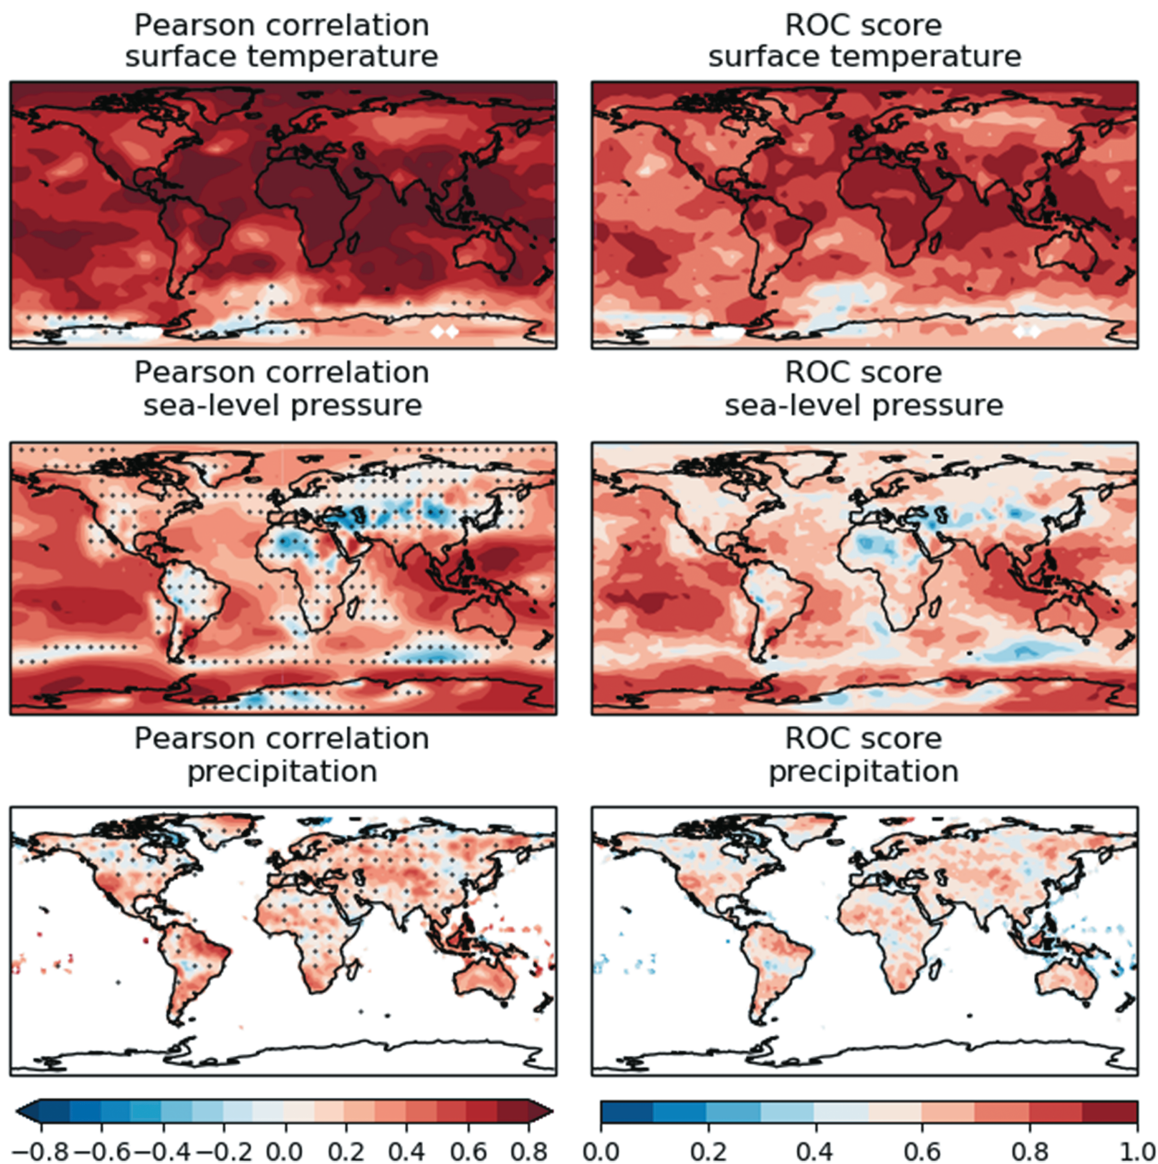 Pearson correlation
surface temperature
ROC score
surface temperature
Pearson correlation
sea-level pressure
ROC score
sea-level pressure
Pearson correlation
precipitation
ROC score
precipitation
−0.8 −0.6 −0.4 −0.2 0.0 0.2 0.4 0.6 0.8
0.0 0.2 0.4 0.6 0.8 1.0